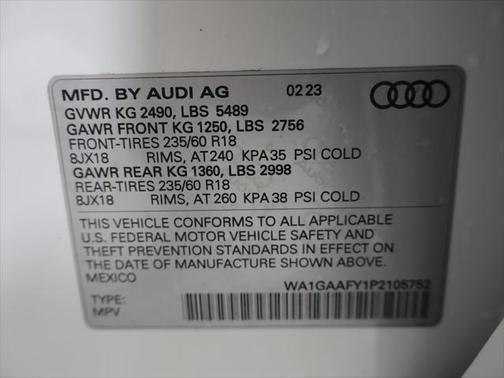 MFD. BY AUDI AG 02 23
GVWR KG 2490, LBS 5489
GAWR FRONT KG 1250, LBS 2756
FRONT-TIRES 235/60 R18
8JX18 RIMS, AT 240 KPA 35 PSI COLD
GAWR REAR KG 1360, LBS 2998
REAR-TIRES 235/60 R18
8JX18 RIMS, AT 260 KPA 38 PSI COLD
THIS VEHICLE CONFORMS TO ALL APPLICABLE
U.S. FEDERAL MOTOR VEHICLE SAFETY AND
THEFT PREVENTION STANDARDS IN EFFECT ON
THE DATE OF MANUFACTURE SHOWN ABOVE.
MEXICO
WA1GAAFY1P2105752
TYPE:
MPV